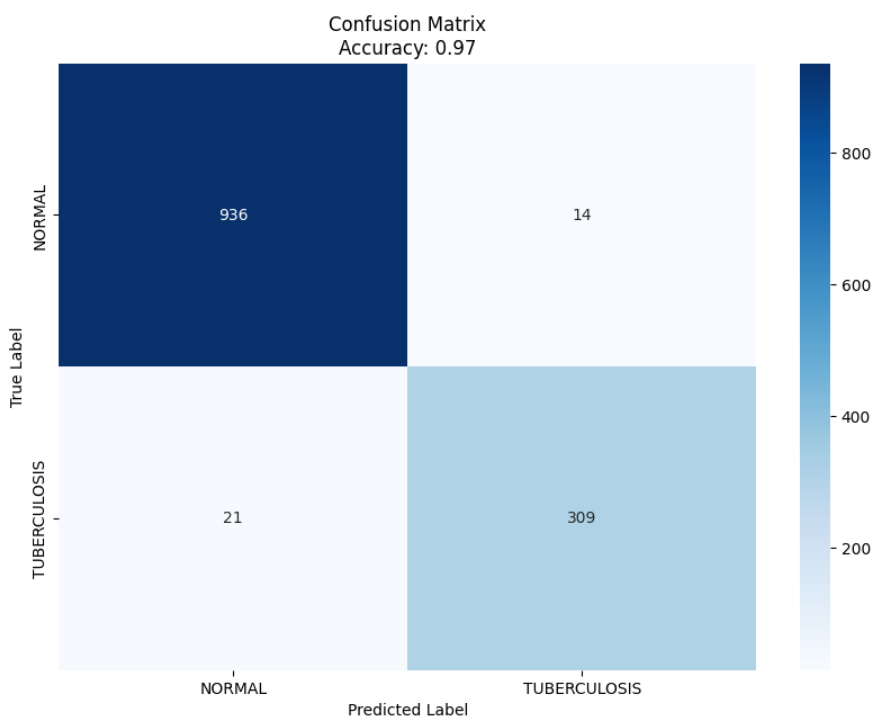 Confusion Matrix
Accuracy: 0.97
NORMAL
936
14
800
600
True Label
400
TUBERCULOSIS
21
309
200
NORMAL
TUBERCULOSIS
Predicted Label